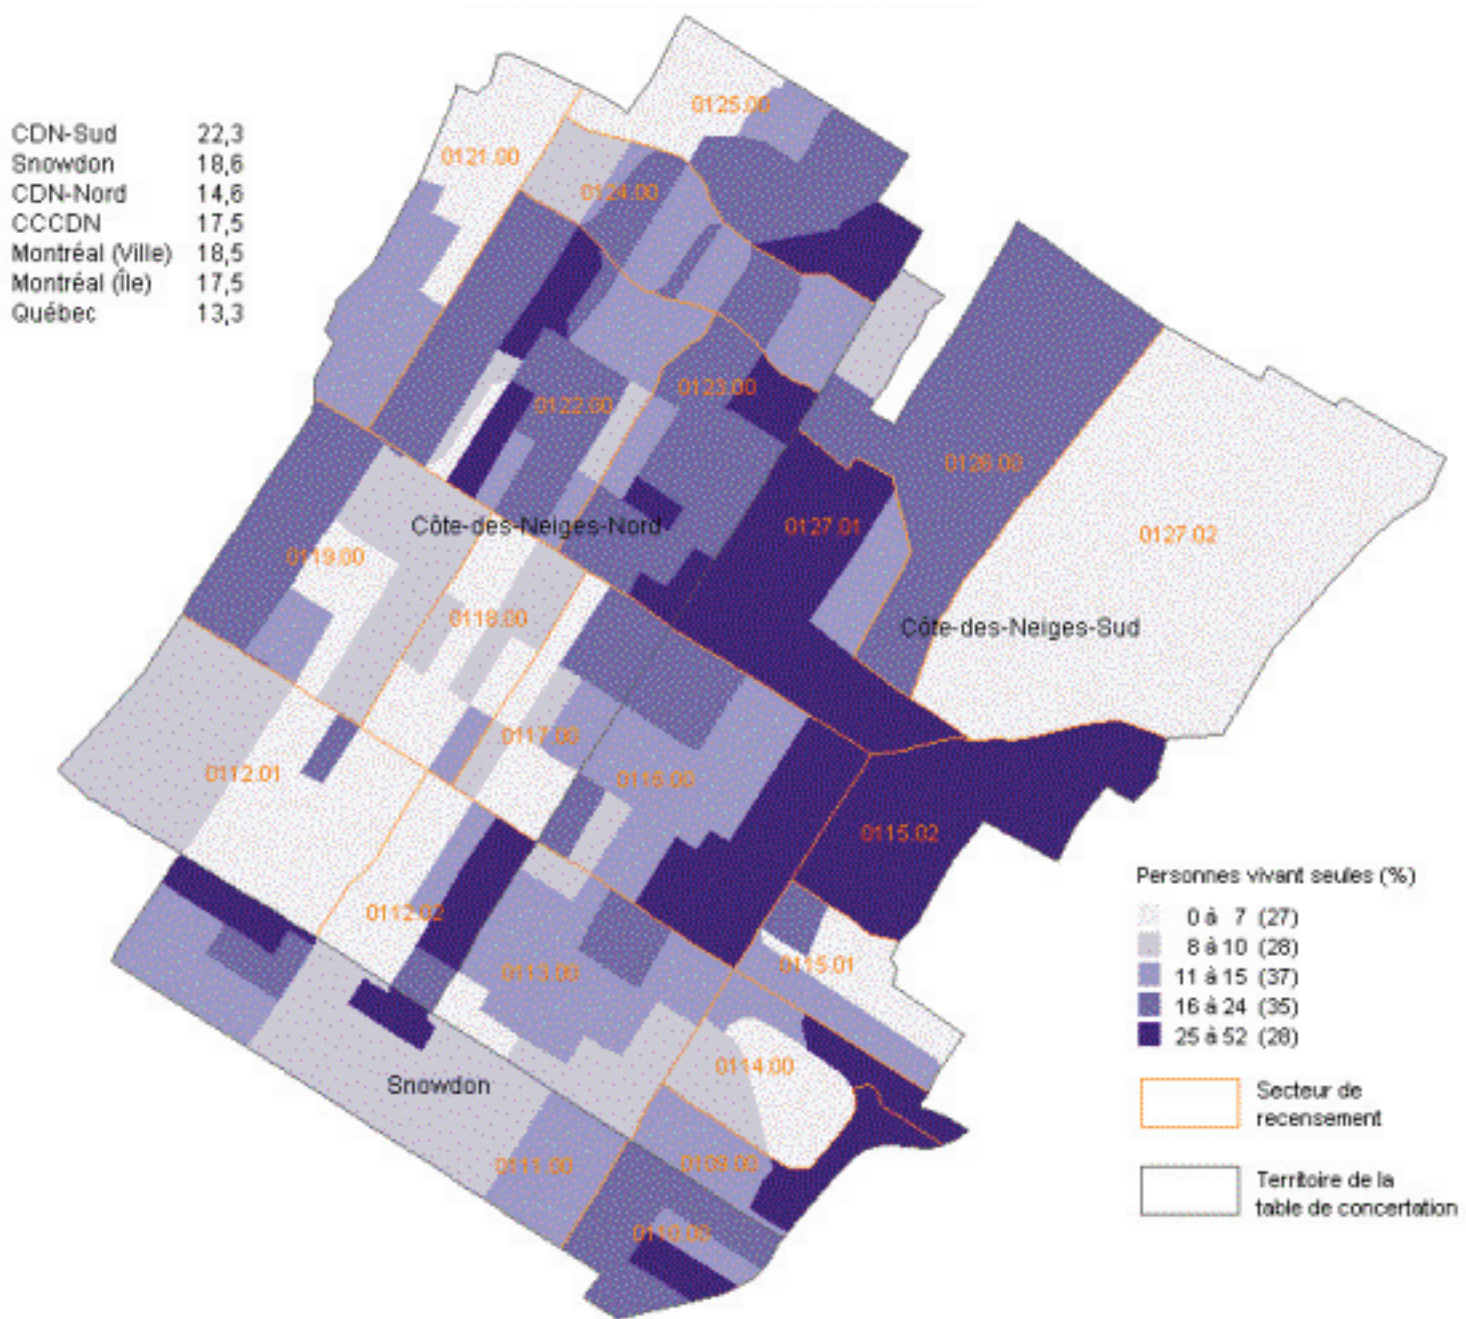 CDN-Sud 22,3
Snowdon 18,6
CDN-Nord 14,6
CCCDN 17,5
Montréal (Ville) 18,5
Montréal (Île) 17,5
Québec 13,3
0125.00
0121.00
0124.00
0123.00
0122.00
0126.00
0127.01
0127.02
Côte-des-Neiges-Nord
0119.00
0118.00
Côte-des-Neiges-Sud
0117.00
0112.01
0116.00
0115.02
0112.02
0113.00
0115.01
0114.00
Snowdon
0111.00
0109.00
0110.00
Personnes vivant seules (%)
0 à 7 (27)
8 à 10 (28)
11 à 15 (37)
16 à 24 (35)
25 à 52 (28)
Secteur de
recensement
Territoire de la
table de concertation